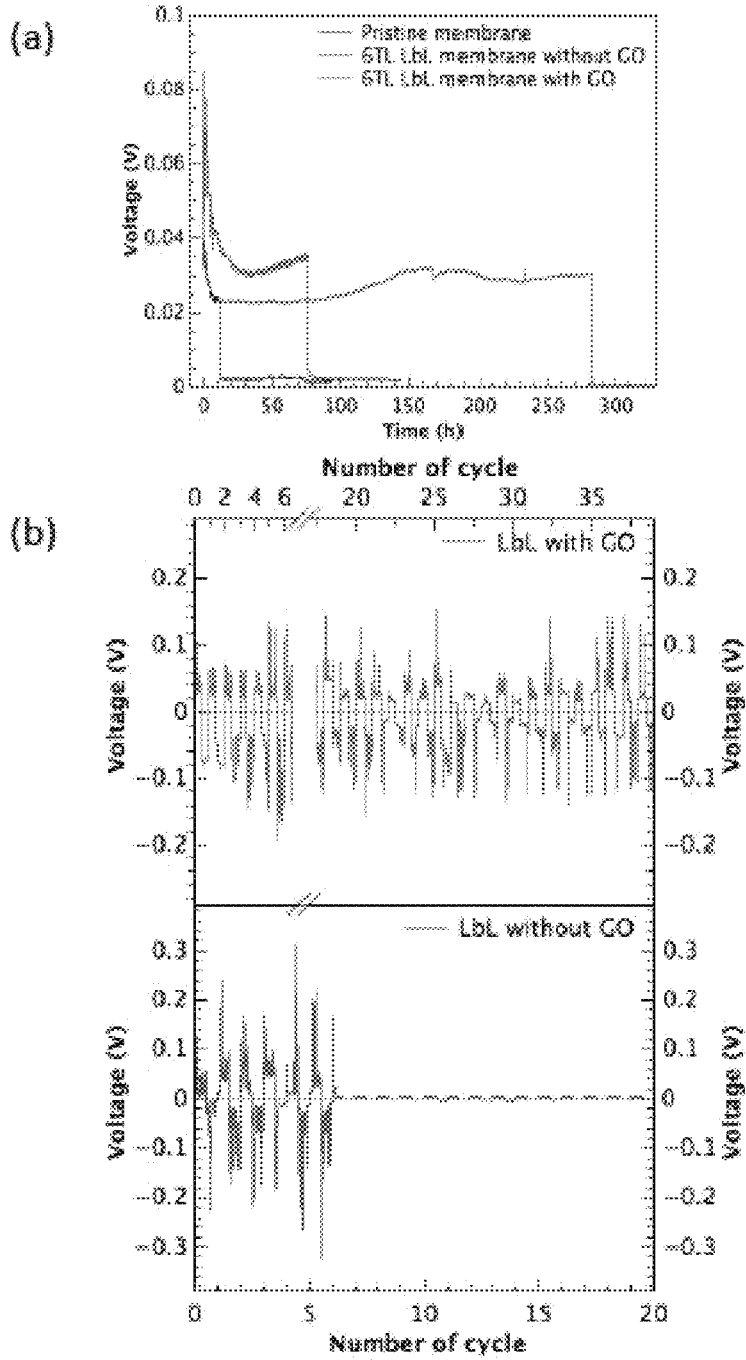 (a)
0.1
0.08
0.06
0.04
0.02
0
Voltage (V)
Pristine membrane
6TL LbL membrane without GO
6TL LbL membrane with GO
0 50 100 150 200 250 300
Time (h)
(b)
Number of cycle
0 2 4 6 20 25 30 35
LbL with GO
0.2 0.2
0.1 0.1
0 0
−0.1 −0.1
−0.2 −0.2
Voltage (V) Voltage (V)
LbL without GO
0.3 0.3
0.2 0.2
0.1 0.1
0 0
−0.1 −0.1
−0.2 −0.2
−0.3 −0.3
Voltage (V) Voltage (V)
0 5 10 15 20
Number of cycle